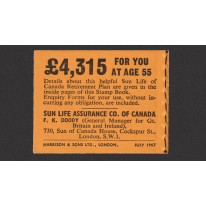 £4,315 FOR YOU
AT AGE 55
Details about this helpful Sun Life of
Canada Retirement Plan are given in the
inside pages of this Stamp Book.
Enquiry Forms for your use, without
incurring any obligation, are included.
SUN LIFE ASSURANCE CO. OF CANADA
F. K. DOODY (General Manager for Gt.
Britain and Ireland),
730, Sun of Canada House, Cockspur St.,
London, S.W.1.
HARRISON & SONS LTD., LONDON. JULY 1967